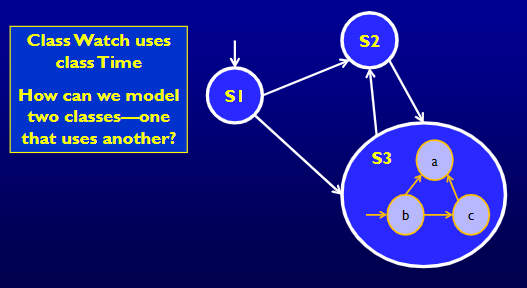 Class Watch uses
class Time
How can we model
two classes—one
that uses another?
S1
S2
S3
a
b
c